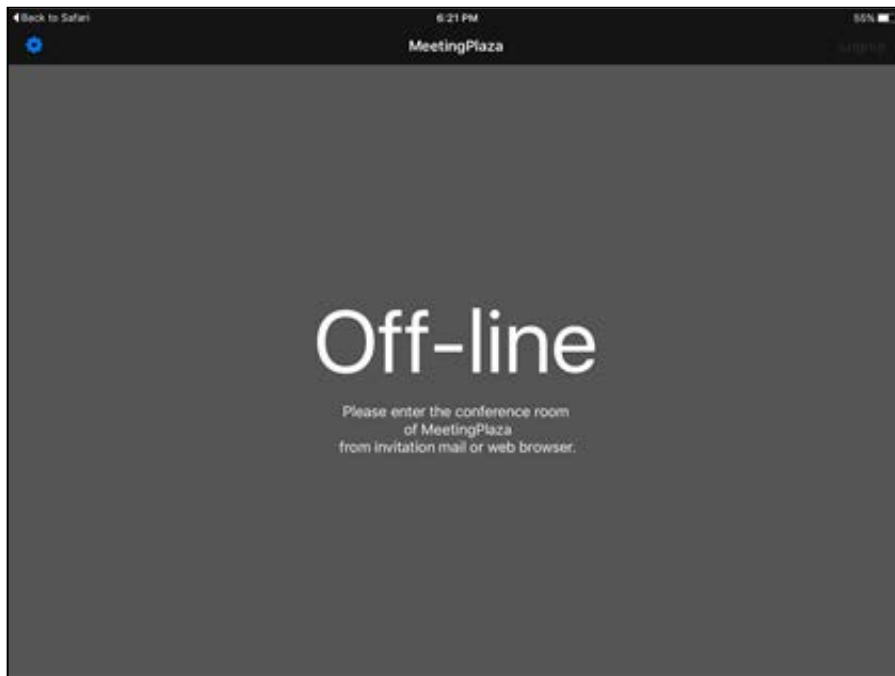 Back to Safari
6:21 PM
55%
MeetingPlaza
Off-line
Please enter the conference room
of MeetingPlaza
from invitation mail or web browser.